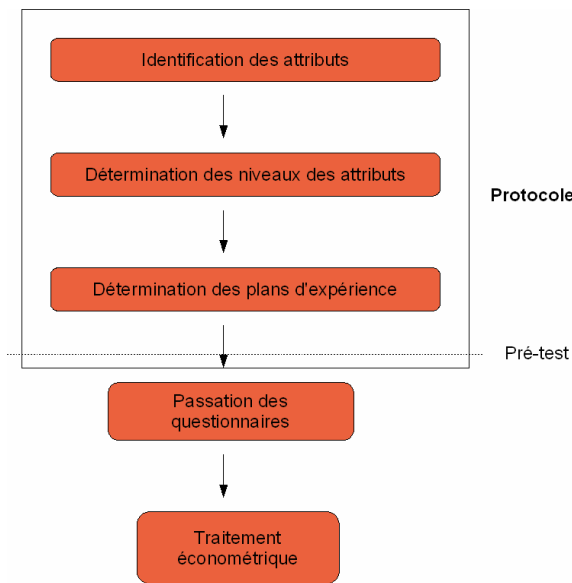 Identification des attributs
Détermination des niveaux des attributs
Protocole
Détermination des plans d'expérience
Pré-test
Passation des
questionnaires
Traitement
économétrique